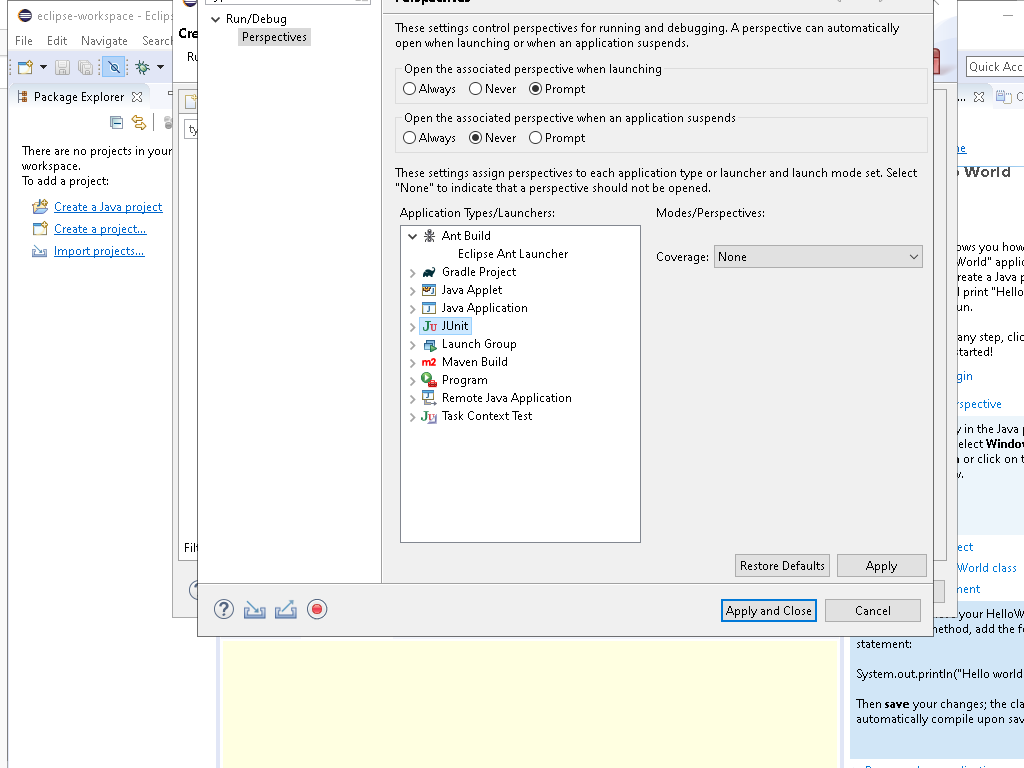 eclipse-workspace - Eclips
File Edit Navigate Search
Package Explorer
There are no projects in your
workspace.
To add a project:
Create a Java project
Create a project...
Import projects...
Cre
Ru
ty
Filt
Run/Debug
Perspectives
Perspectives
These settings control perspectives for running and debugging. A perspective can automatically
open when launching or when an application suspends.
Open the associated perspective when launching
Always Never Prompt
Open the associated perspective when an application suspends
Always Never Prompt
These settings assign perspectives to each application type or launcher and launch mode set. Select
"None" to indicate that a perspective should not be opened.
Application Types/Launchers:
Modes/Perspectives:
Ant Build
Eclipse Ant Launcher
Gradle Project
Java Applet
Java Application
JUnit
Launch Group
Maven Build
Program
Remote Java Application
Task Context Test
Coverage: None
Restore Defaults Apply
Apply and Close Cancel
Quick Acc
World
ows you how
World" applic
reate a Java p
print "Hello
un.
any step, clic
started!
gin
rspective
y in the Java p
elect Windo
or click on t
w.
ect
World class
ment
your HelloW
ethod, add the fo
statement:
System.out.println("Hello world
Then save your changes; the cla
automatically compile upon sav